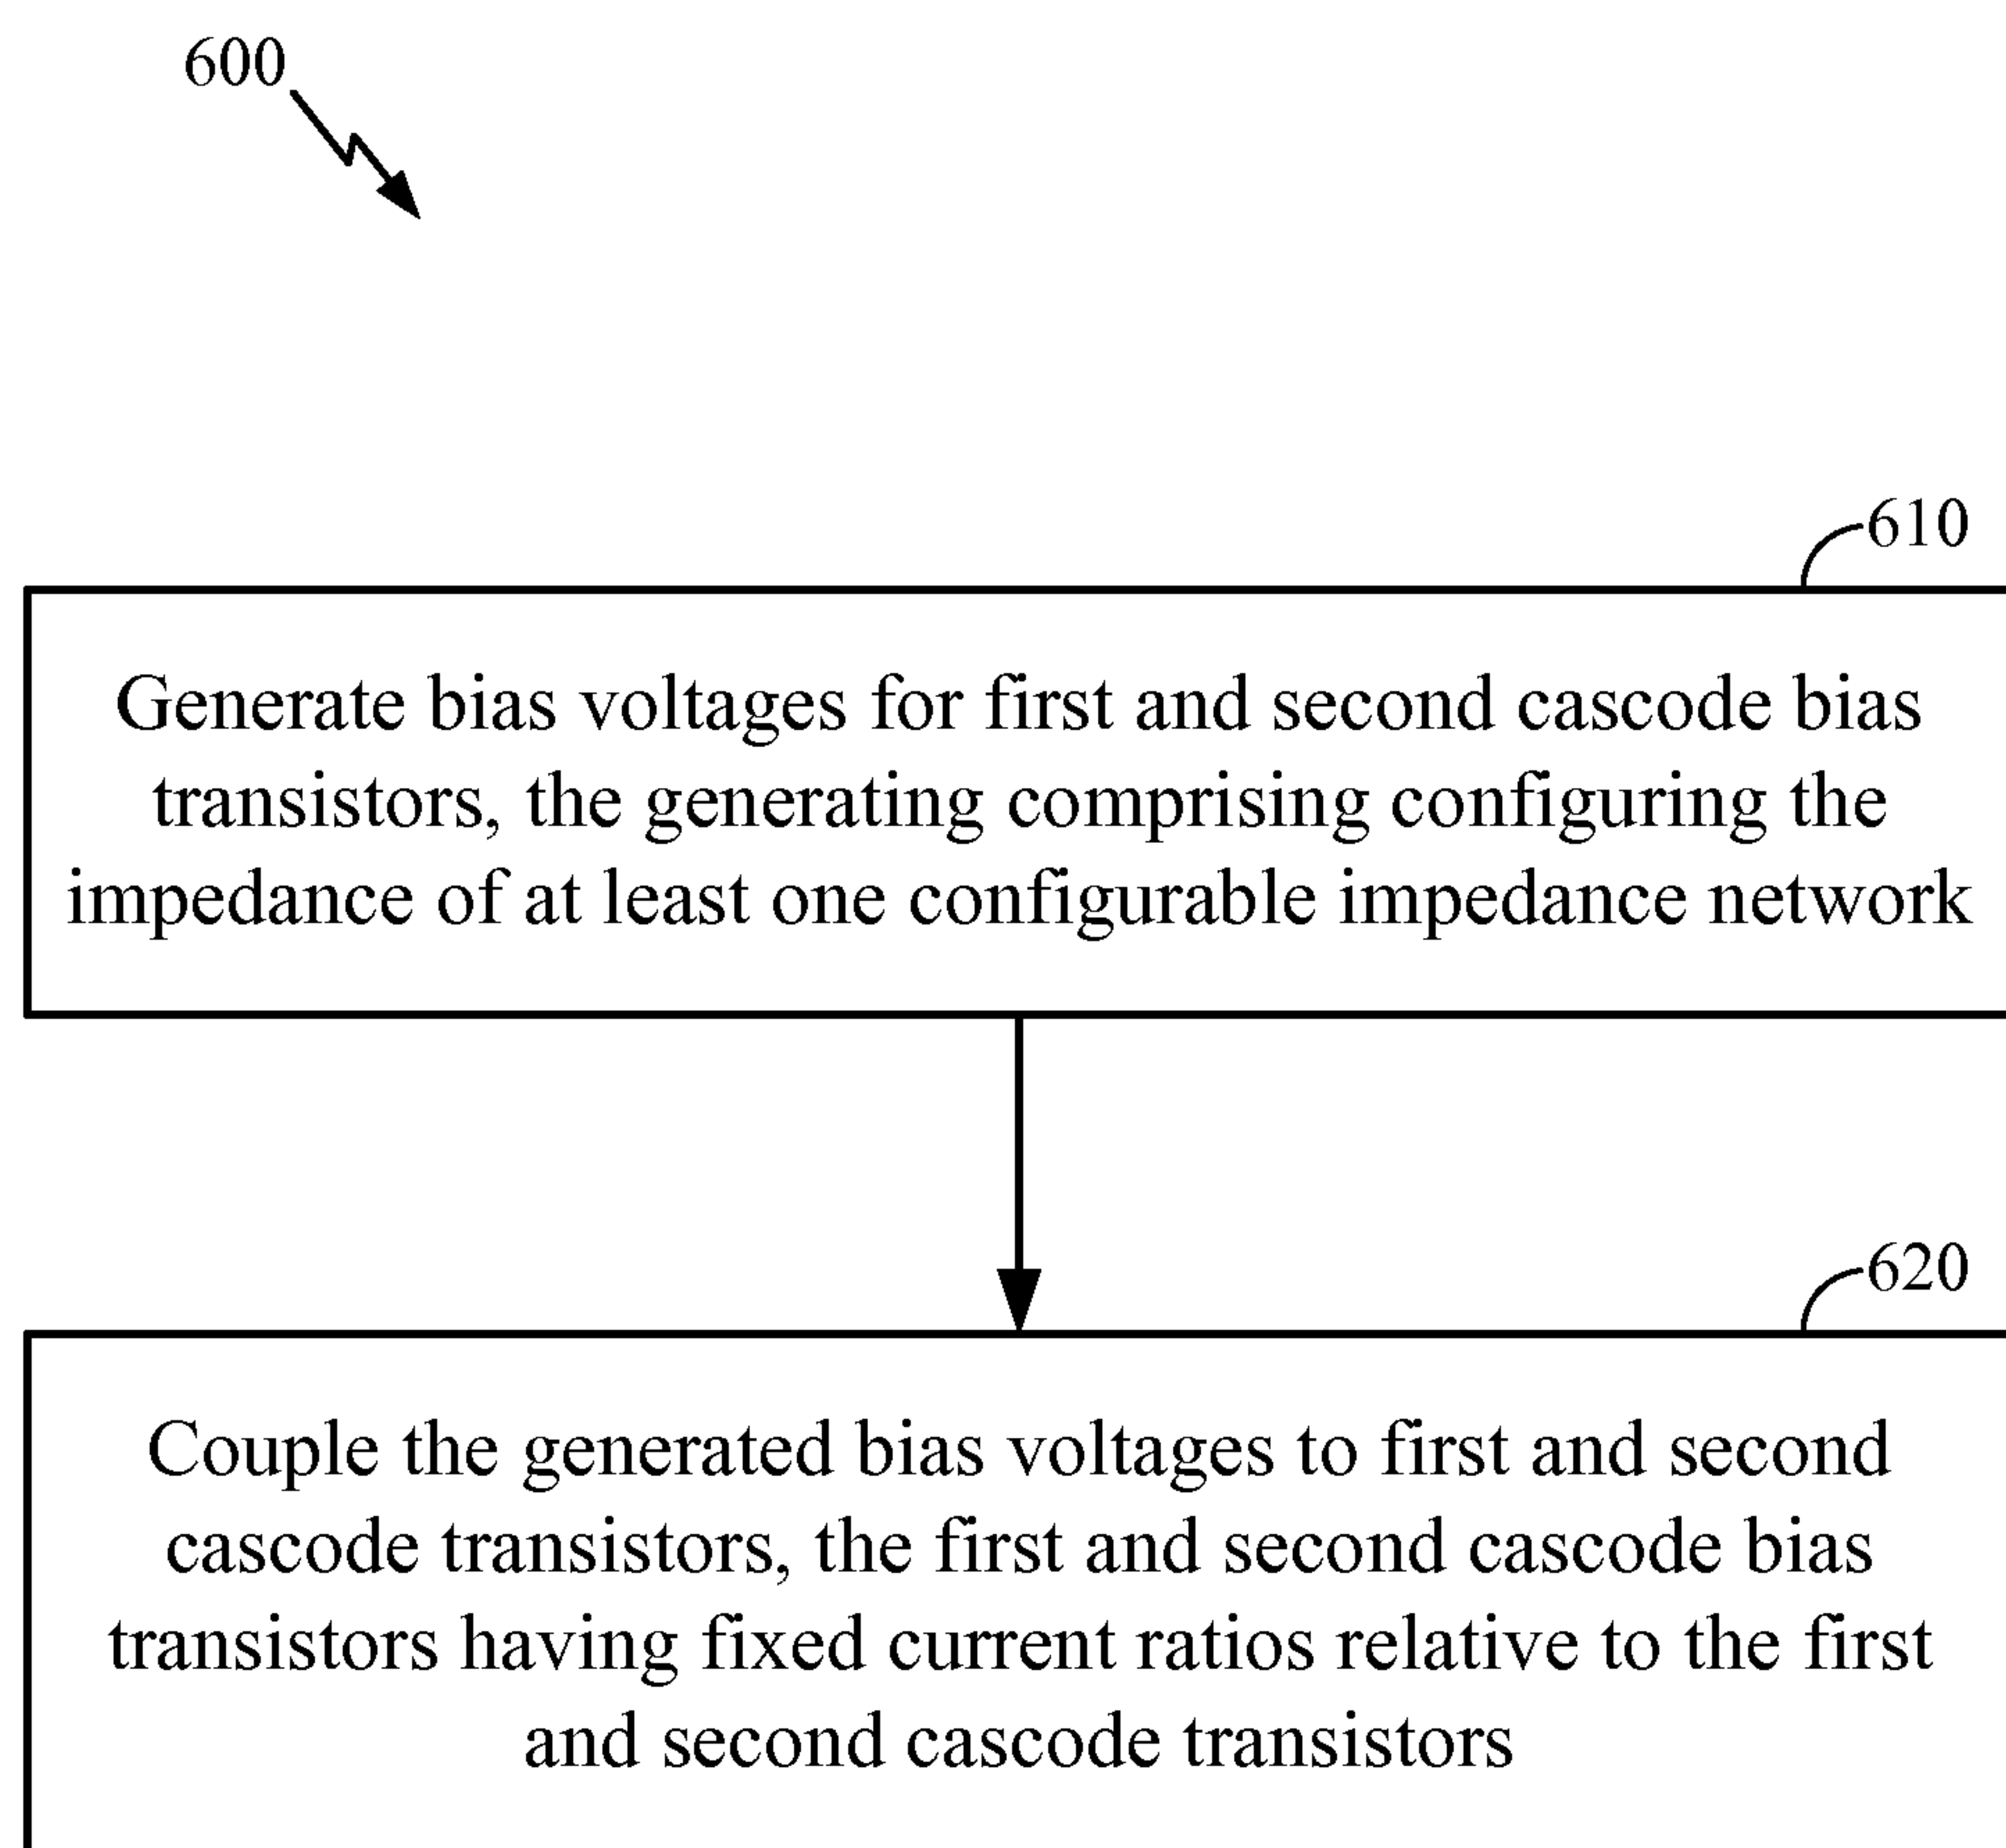 600
610
Generate bias voltages for first and second cascode bias
transistors, the generating comprising configuring the
impedance of at least one configurable impedance network
620
Couple the generated bias voltages to first and second
cascode transistors, the first and second cascode bias
transistors having fixed current ratios relative to the first
and second cascode transistors